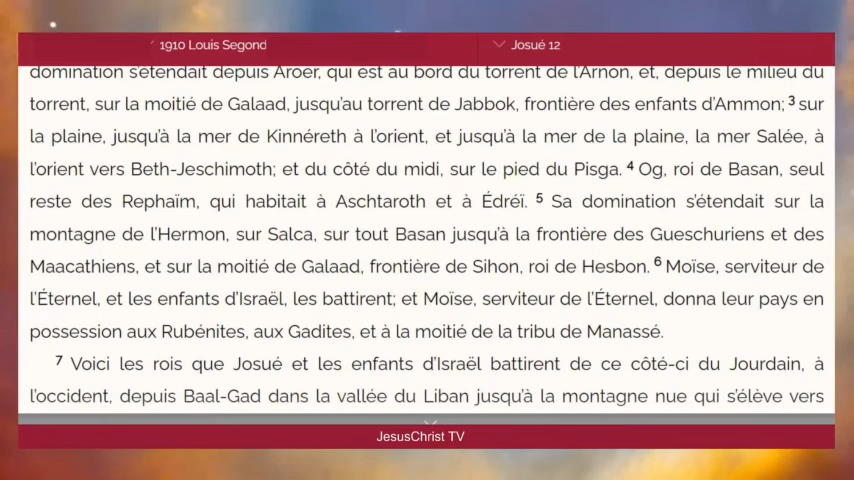 1910 Louis Segond
Josué 12
domination s'étendait depuis Aroër, qui est au bord du torrent de l'Arnon, et, depuis le milieu du
torrent, sur la moitié de Galaad, jusqu'au torrent de Jabbok, frontière des enfants d'Ammon; 3 sur
la plaine, jusqu'à la mer de Kinnéreth à l'orient, et jusqu'à la mer de la plaine, la mer Salée, à
l'orient vers Beth-Jeschimoth; et du côté du midi, sur le pied du Pisga. 4 Og, roi de Basan, seul
reste des Rephaïm, qui habitait à Aschtaroth et à Édréï. 5 Sa domination s'étendait sur la
montagne de l'Hermon, sur Salca, sur tout Basan jusqu'à la frontière des Gueschuriens et des
Maacathiens, et sur la moitié de Galaad, frontière de Sihon, roi de Hesbon. 6 Moïse, serviteur de
l'Éternel, et les enfants d'Israël, les battirent; et Moïse, serviteur de l'Éternel, donna leur pays en
possession aux Rubénites, aux Gadites, et à la moitié de la tribu de Manassé.
7 Voici les rois que Josué et les enfants d'Israël battirent de ce côté-ci du Jourdain, à
l'occident, depuis Baal-Gad dans la vallée du Liban jusqu'à la montagne nue qui s'élève vers
JesusChrist TV